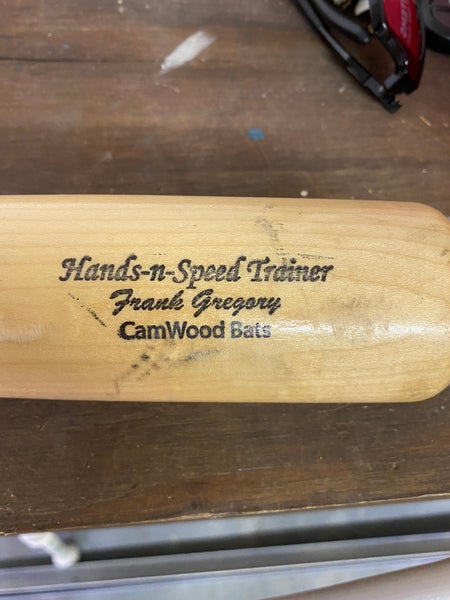 Hands-n-Speed Trainer
Frank Gregory
CamWood Bats